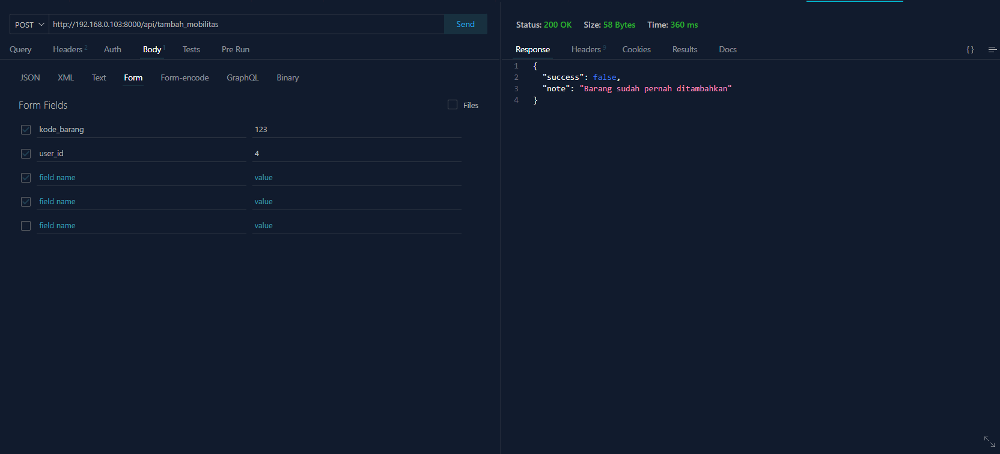 POST http://192.168.0.103:8000/api/tambah_mobilitas Send
Query Headers 2 Auth Body 1 Tests Pre Run
JSON XML Text Form Form-encode GraphQL Binary
Form Fields Files
kode_barang 123
user_id 4
field name value
field name value
field name value
Status: 200 OK Size: 58 Bytes Time: 360 ms
Response Headers 9 Cookies Results Docs {}
1 {
2 "success": false,
3 "note": "Barang sudah pernah ditambahkan"
4 }